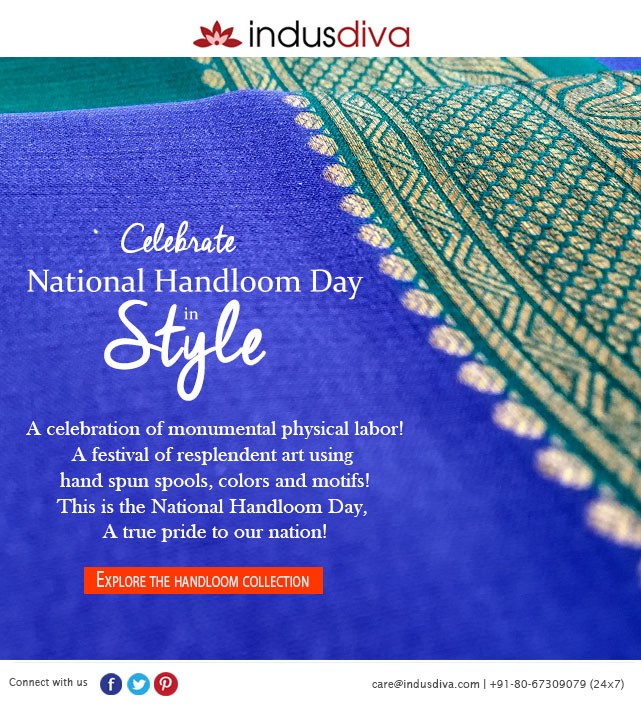 indusdiva
Celebrate
National Handloom Day
in
Style
A celebration of monumental physical labor!
A festival of resplendent art using
hand spun spools, colors and motifs!
This is the National Handloom Day,
A true pride to our nation!
Explore the handloom collection
Connect with us
care@indusdiva.com | +91-80-67309079 (24x7)